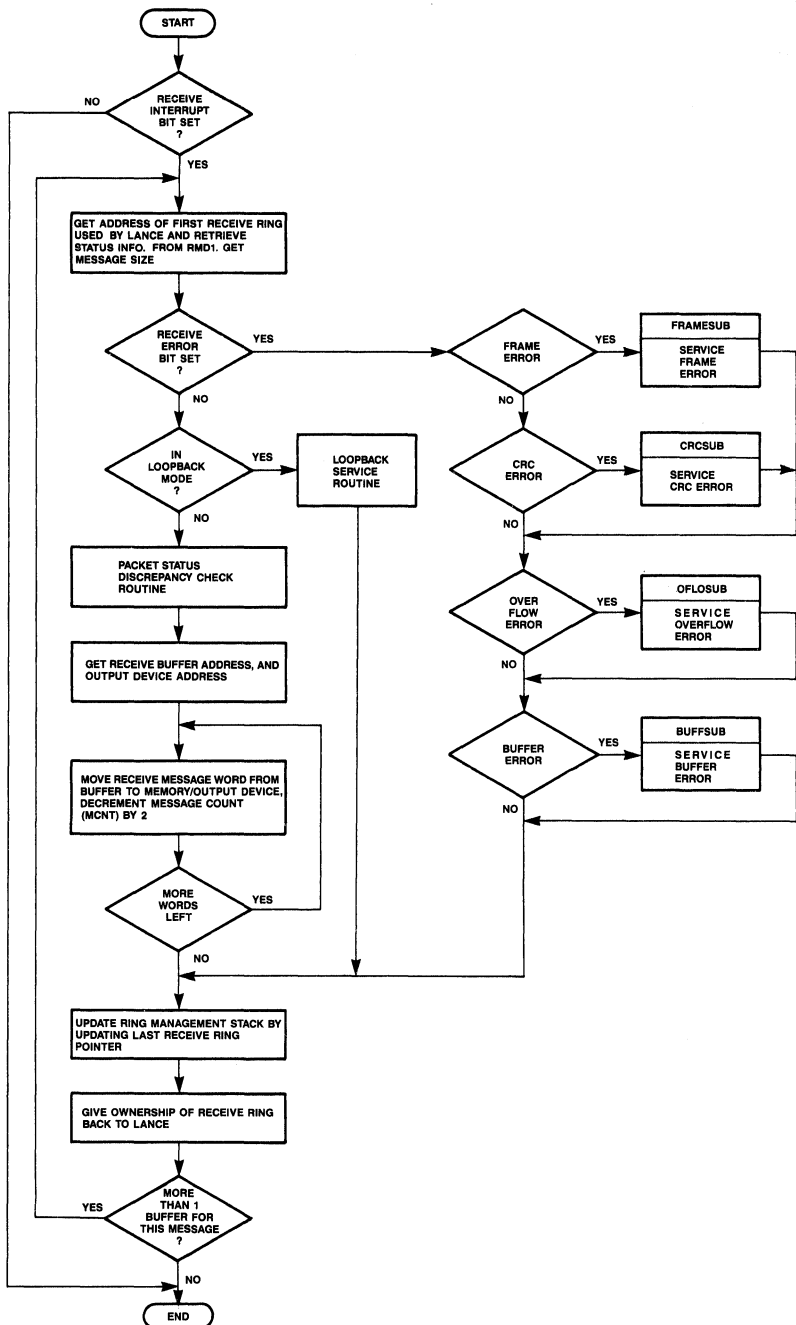 START
RECEIVE
INTERRUPT
BIT SET
?
NO
YES
GET ADDRESS OF FIRST RECEIVE RING
USED BY LANCE AND RETRIEVE
STATUS INFO. FROM RMD1. GET
MESSAGE SIZE
RECEIVE
ERROR
BIT SET
?
YES
NO
FRAME
ERROR
YES
NO
FRAMESUB
SERVICE
FRAME
ERROR
IN
LOOPBACK
MODE
?
YES
NO
LOOPBACK
SERVICE
ROUTINE
CRC
ERROR
YES
NO
CRCSUB
SERVICE
CRC ERROR
PACKET STATUS
DISCREPANCY CHECK
ROUTINE
OVER
FLOW
ERROR
YES
NO
OFLOSUB
SERVICE
OVERFLOW
ERROR
GET RECEIVE BUFFER ADDRESS, AND
OUTPUT DEVICE ADDRESS
BUFFER
ERROR
YES
NO
BUFFSUB
SERVICE
BUFFER
ERROR
MOVE RECEIVE MESSAGE WORD FROM
BUFFER TO MEMORY/OUTPUT DEVICE,
DECREMENT MESSAGE COUNT
(MCNT) BY 2
MORE
WORDS
LEFT
YES
NO
UPDATE RING MANAGEMENT STACK BY
UPDATING LAST RECEIVE RING
POINTER
GIVE OWNERSHIP OF RECEIVE RING
BACK TO LANCE
MORE
THAN 1
BUFFER FOR
THIS MESSAGE
?
YES
NO
END